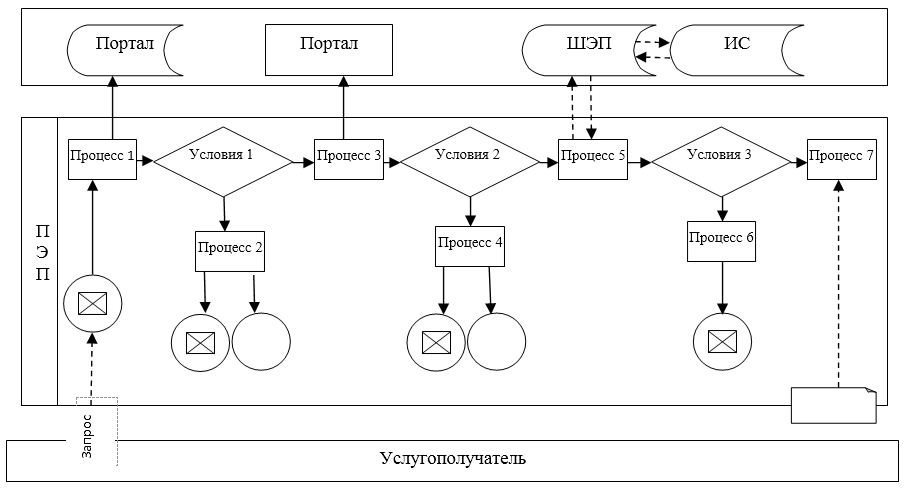 Портал
Портал
ШЭП
ИС
Процесс 1
Условия 1
Процесс 3
Условия 2
Процесс 5
Условия 3
Процесс 7
П
Э
П
Процесс 2
Процесс 4
Процесс 6
Запрос
Услугополучатель